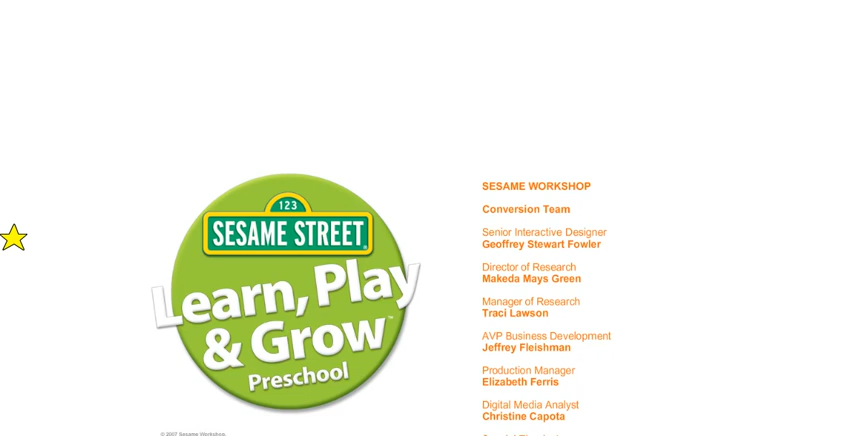 123
SESAME STREET
Learn, Play
& Grow™
Preschool
© 2007 Sesame Workshop.
SESAME WORKSHOP
Conversion Team
Senior Interactive Designer
Geoffrey Stewart Fowler
Director of Research
Makeda Mays Green
Manager of Research
Traci Lawson
AVP Business Development
Jeffrey Fleishman
Production Manager
Elizabeth Ferris
Digital Media Analyst
Christine Capota